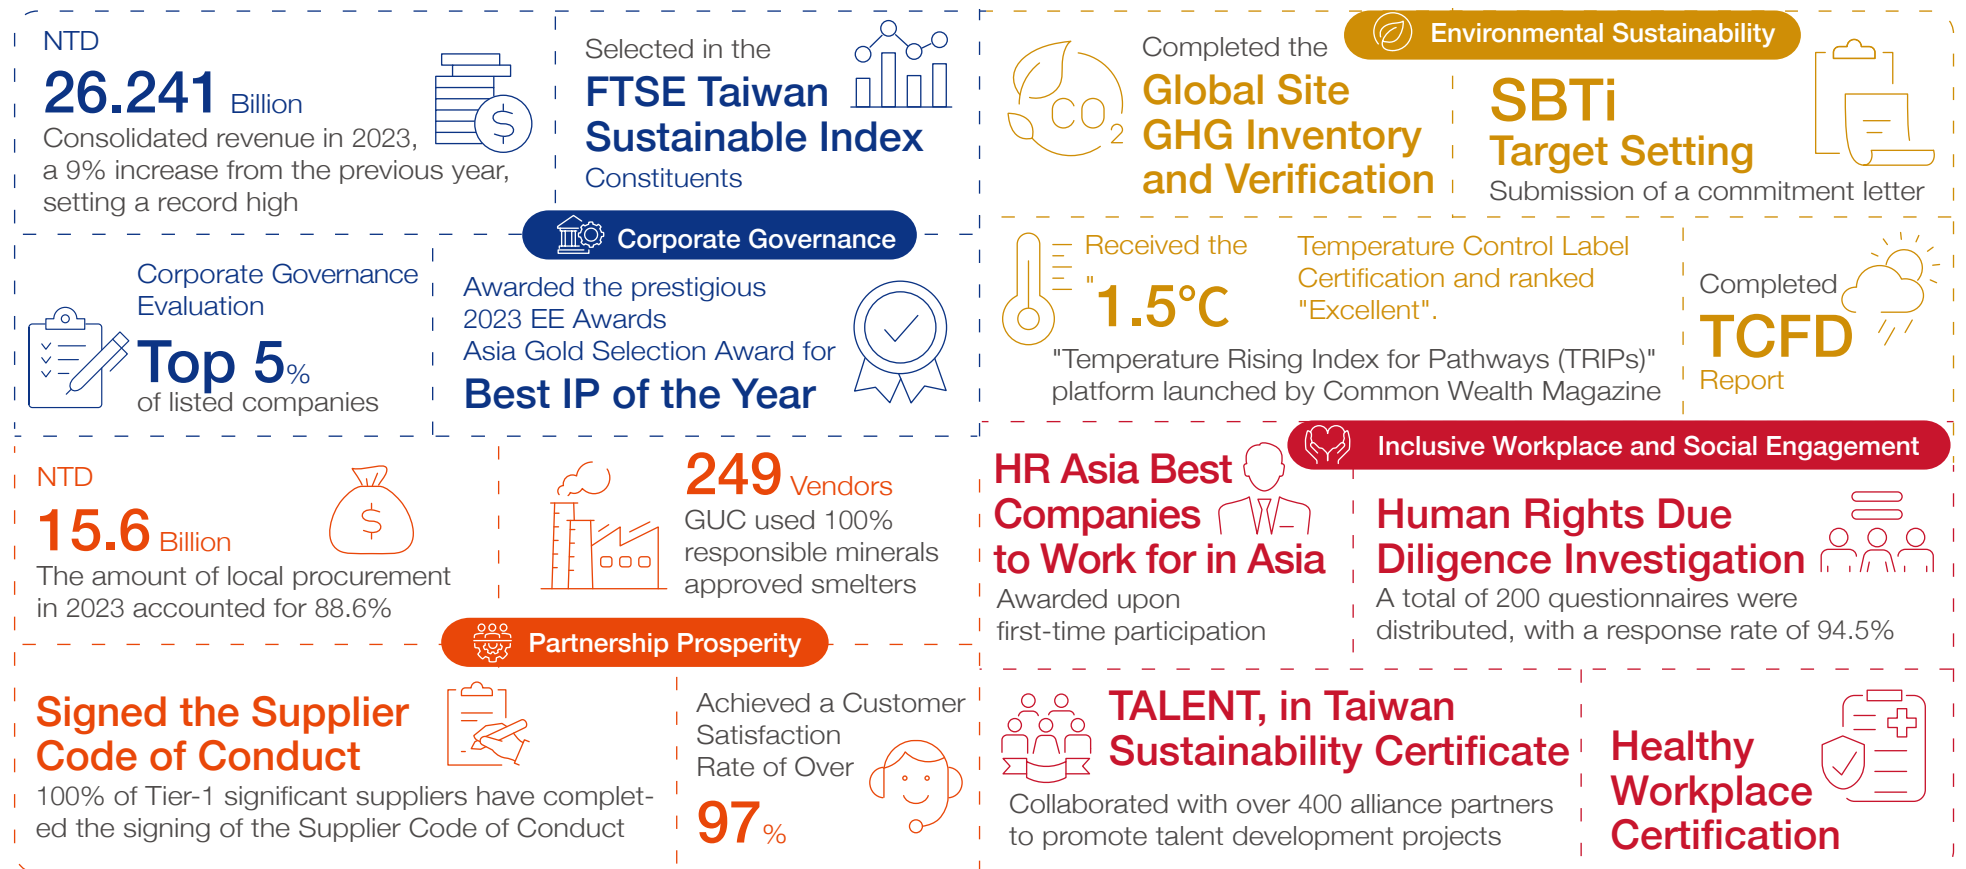 NTD
26.241 Billion
Consolidated revenue in 2023,
a 9% increase from the previous year,
setting a record high
Selected in the
FTSE Taiwan
Sustainable Index
Constituents
Corporate Governance
Corporate Governance
Evaluation
Top 5%
of listed companies
Awarded the prestigious
2023 EE Awards
Asia Gold Selection Award for
Best IP of the Year
Environmental Sustainability
CO2
Completed the
Global Site
GHG Inventory
and Verification
SBTi
Target Setting
Submission of a commitment letter
Received the
"1.5°C
Temperature Control Label
Certification and ranked
"Excellent".
"Temperature Rising Index for Pathways (TRIPs)"
platform launched by Common Wealth Magazine
Completed
TCFD
Report
NTD
15.6 Billion
The amount of local procurement
in 2023 accounted for 88.6%
249 Vendors
GUC used 100%
responsible minerals
approved smelters
Partnership Prosperity
Signed the Supplier
Code of Conduct
100% of Tier-1 significant suppliers have complet-
ed the signing of the Supplier Code of Conduct
Achieved a Customer
Satisfaction
Rate of Over
97%
Inclusive Workplace and Social Engagement
HR Asia Best
Companies
to Work for in Asia
Awarded upon
first-time participation
Human Rights Due
Diligence Investigation
A total of 200 questionnaires were
distributed, with a response rate of 94.5%
TALENT, in Taiwan
Sustainability Certificate
Collaborated with over 400 alliance partners
to promote talent development projects
Healthy
Workplace
Certification